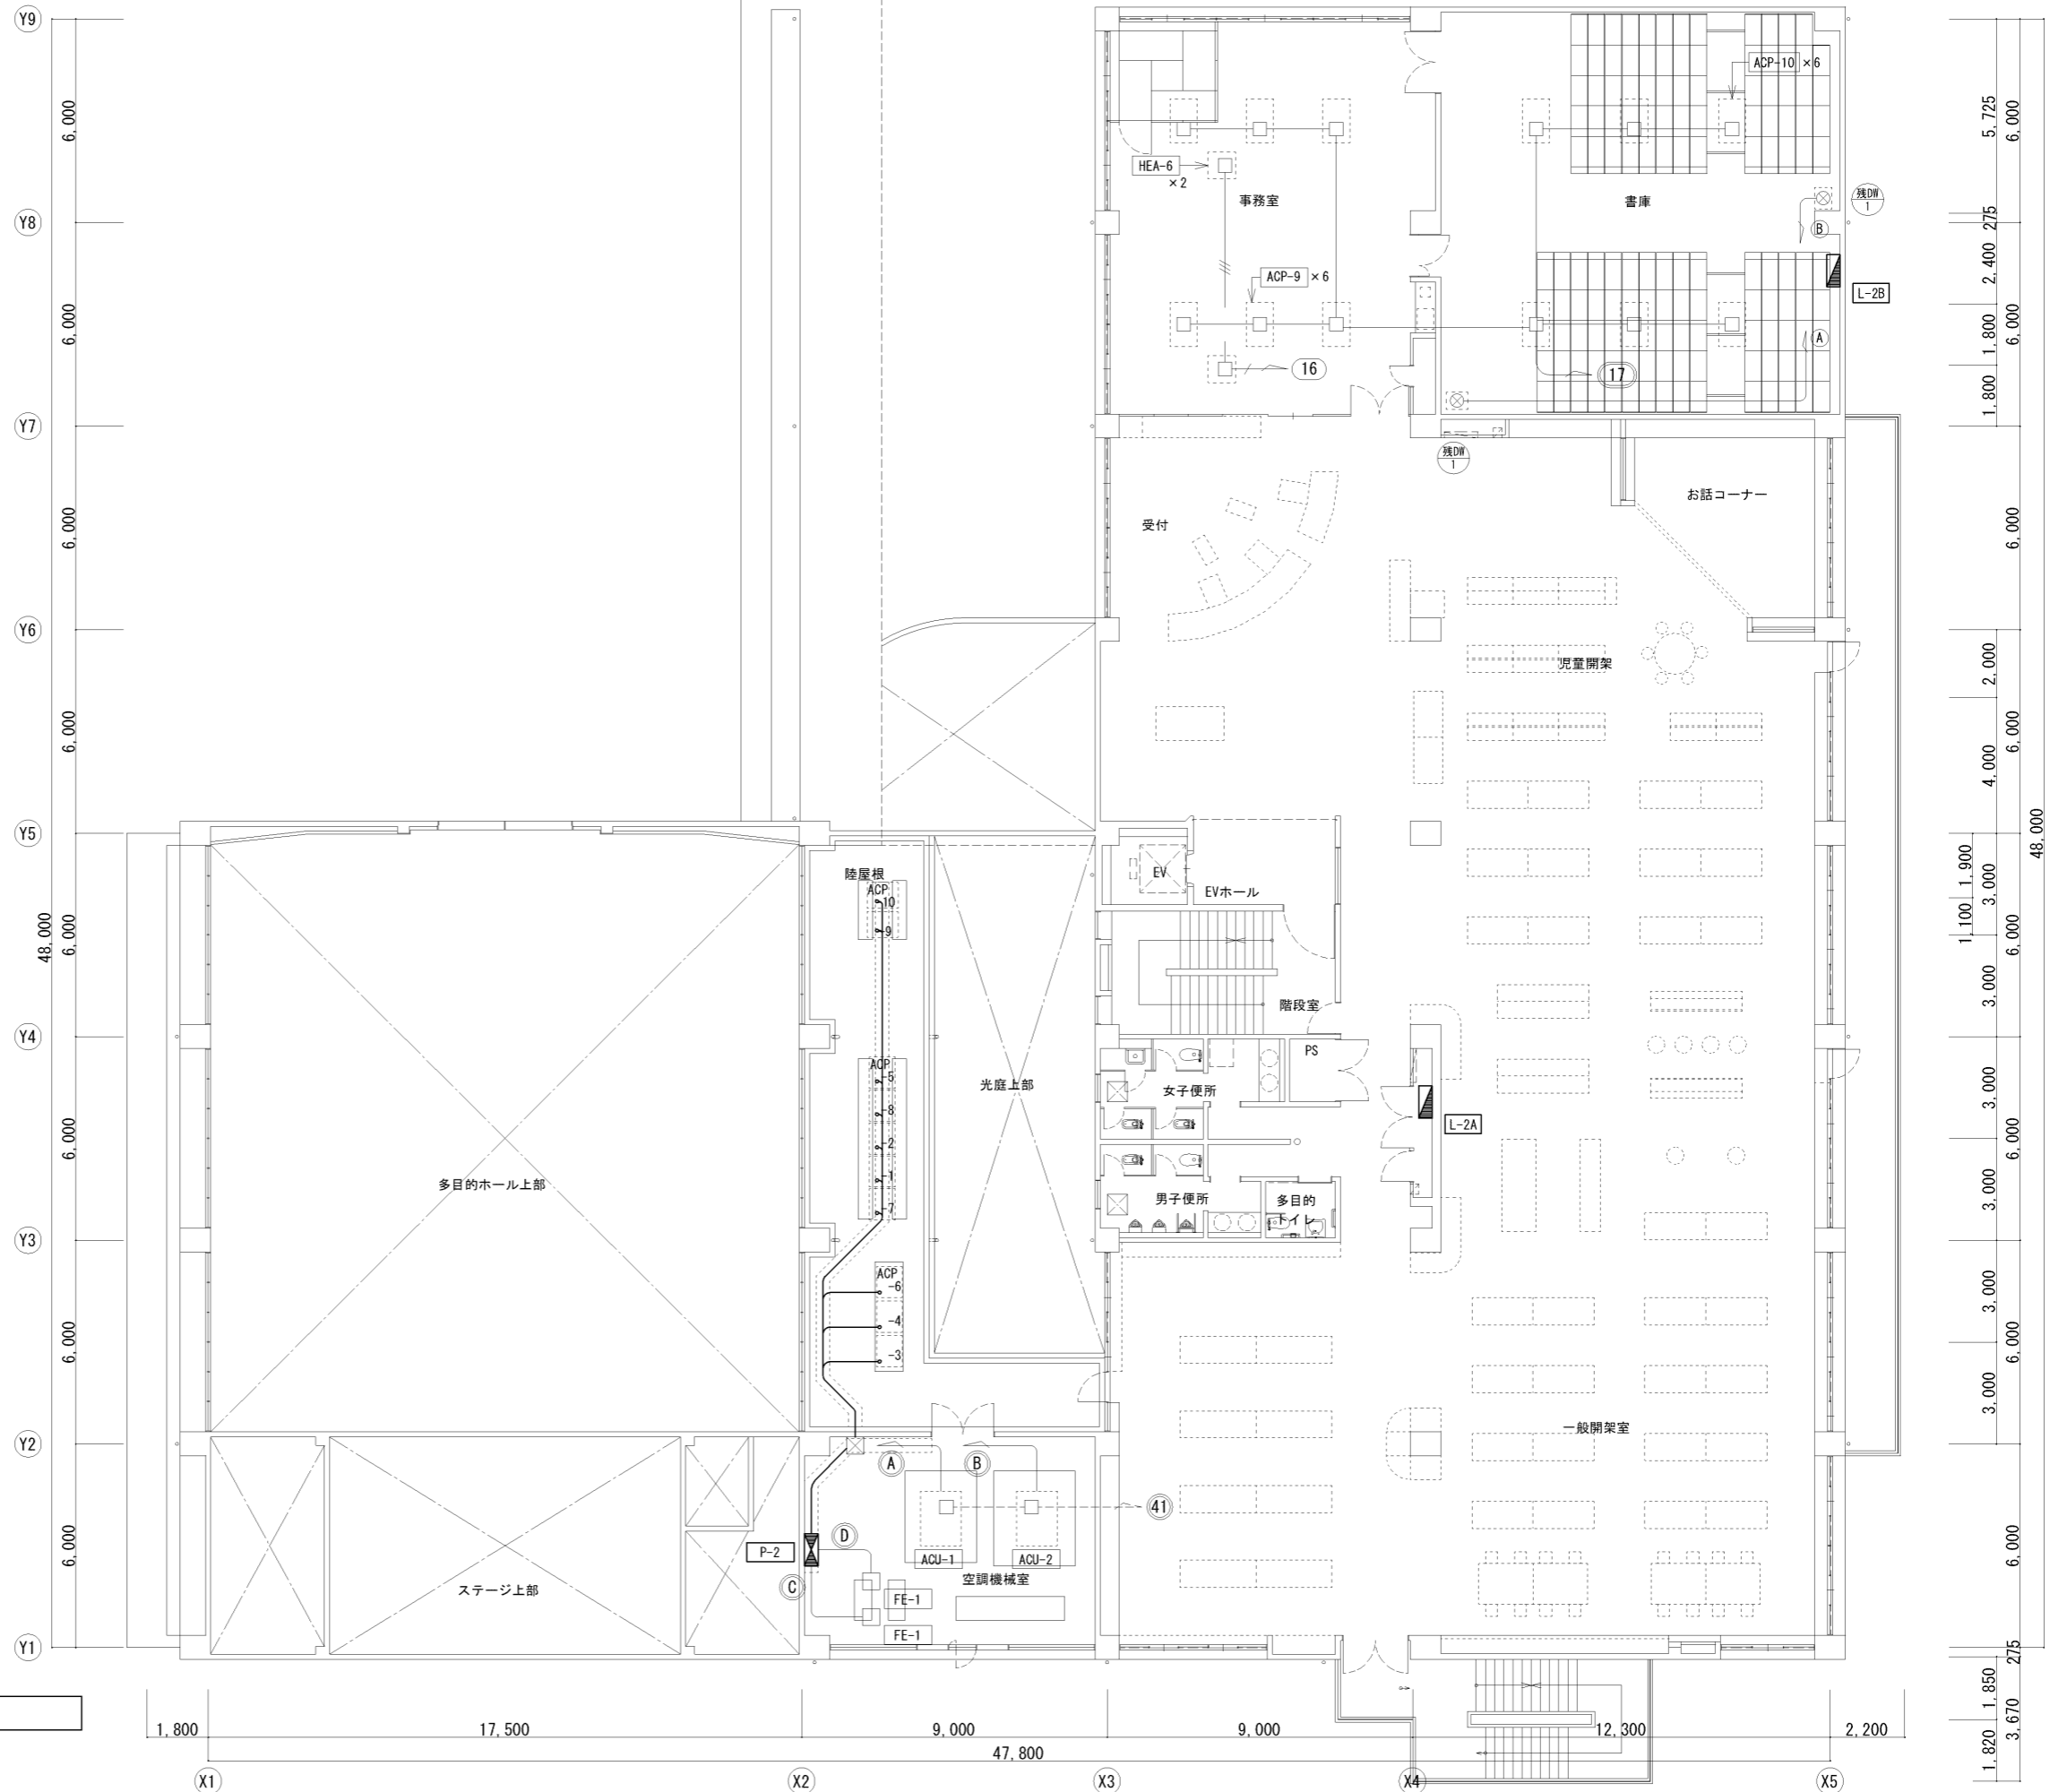 Y9
Y8
Y7
Y6
Y5
Y4
Y3
Y2
Y1
6,000
6,000
6,000
6,000
6,000
6,000
6,000
6,000
48,000
ACP-10 ×6
HEA-6
×2
事務室
書庫
残DW
1
B
L-2B
ACP-9 ×6
A
16
17
残DW
1
お話コーナー
受付
児童開架
陸屋根
ACP
-10
-9
EV
EVホール
階段室
PS
ACP
-5
-8
-2
-1
-7
光庭上部
女子便所
L-2A
多目的ホール上部
男子便所
多目的
トイレ
ACP
-6
-4
-3
一般開架室
A
B
41
D
P-2
ACU-1
ACU-2
空調機械室
C
FE-1
FE-1
ステージ上部
5,725
6,000
275
2,400
1,800
6,000
1,800
6,000
2,000
6,000
4,000
48,000
1,900
3,000
1,100
6,000
3,000
3,000
6,000
3,000
3,000
6,000
3,000
6,000
275
1,850
3,670
1,820
1,800
17,500
9,000
9,000
12,300
2,200
47,800
X1
X2
X3
X4
X5